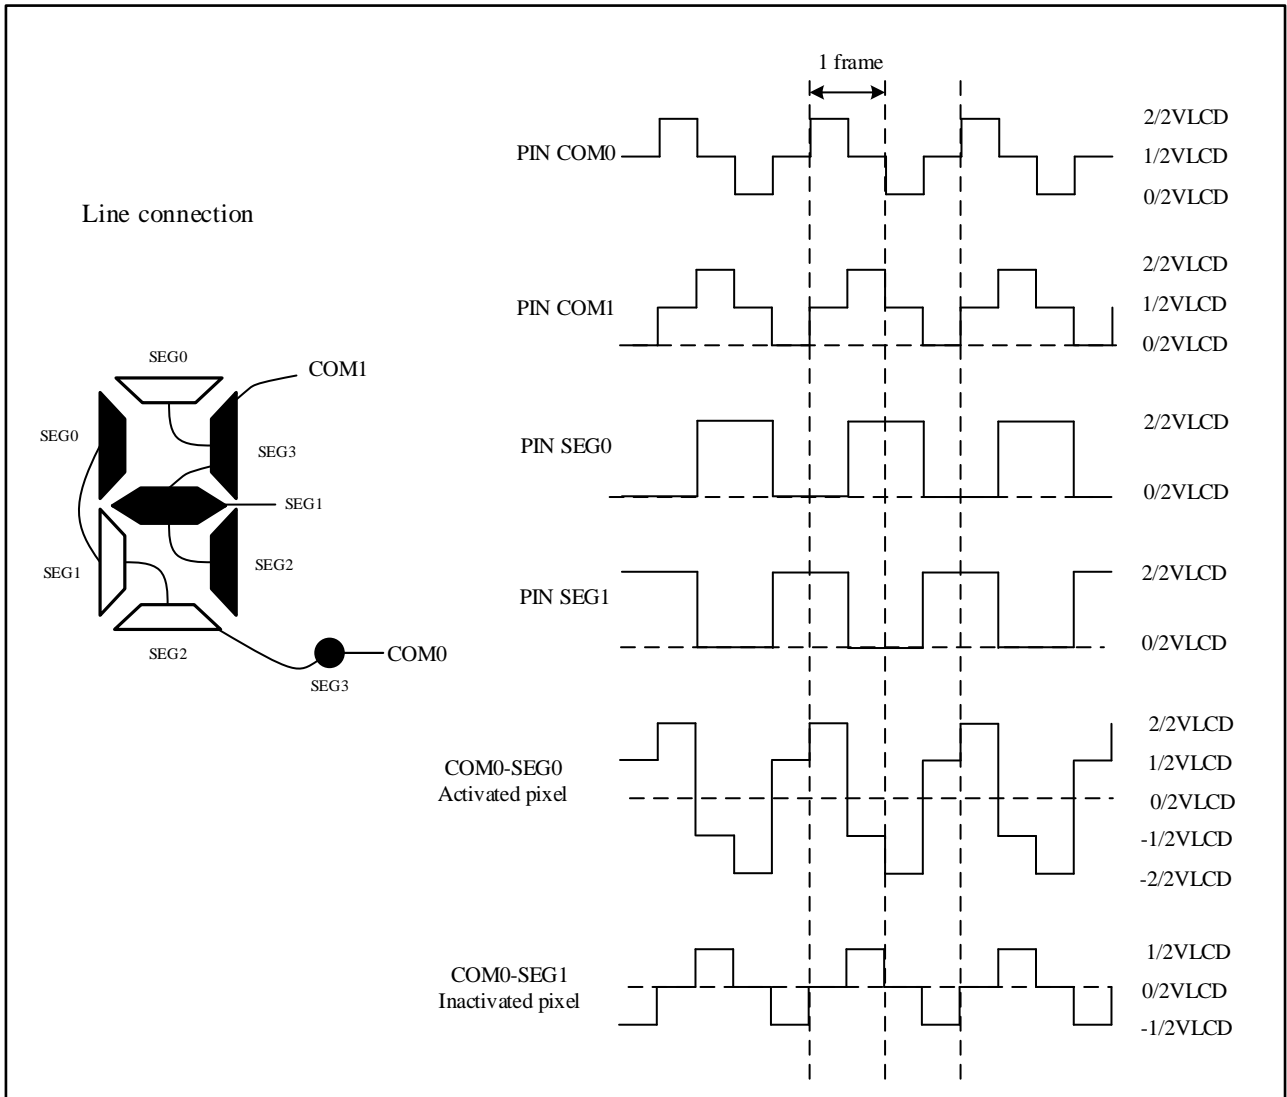 1 frame
PIN COM0
2/2VLCD
1/2VLCD
0/2VLCD
Line connection
PIN COM1
2/2VLCD
1/2VLCD
0/2VLCD
SEG0
COM1
SEG0
SEG3
SEG1
SEG1
SEG2
SEG2
COM0
SEG3
PIN SEG0
2/2VLCD
0/2VLCD
PIN SEG1
2/2VLCD
0/2VLCD
COM0-SEG0
Activated pixel
2/2VLCD
1/2VLCD
0/2VLCD
-1/2VLCD
-2/2VLCD
COM0-SEG1
Inactivated pixel
1/2VLCD
0/2VLCD
-1/2VLCD